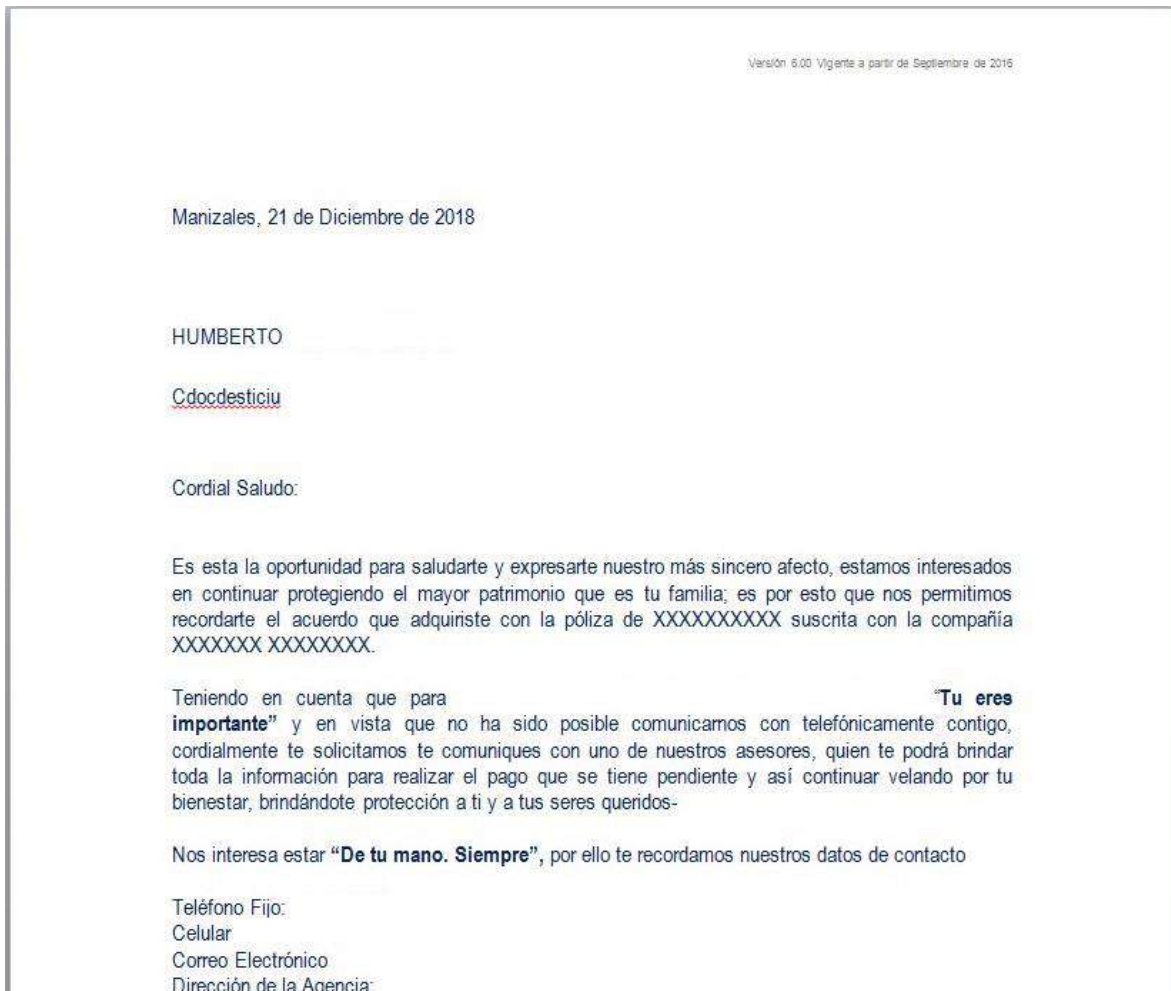 Versión 6.00 Vigente a partir de Septiembre de 2016
Manizales, 21 de Diciembre de 2018
HUMBERTO
Cdocdesticiu
Cordial Saludo:
Es esta la oportunidad para saludarte y expresarte nuestro más sincero afecto, estamos interesados
en continuar protegiendo el mayor patrimonio que es tu familia; es por esto que nos permitimos
recordarte el acuerdo que adquiriste con la póliza de XXXXXXXXXX suscrita con la compañía
XXXXXXX XXXXXXXX.
Teniendo en cuenta que para “Tu eres
importante” y en vista que no ha sido posible comunicarnos con telefónicamente contigo,
cordialmente te solicitamos te comuniques con uno de nuestros asesores, quien te podrá brindar
toda la información para realizar el pago que se tiene pendiente y así continuar velando por tu
bienestar, brindándote protección a ti y a tus seres queridos-
Nos interesa estar “De tu mano. Siempre”, por ello te recordamos nuestros datos de contacto
Teléfono Fijo:
Celular
Correo Electrónico
Dirección de la Agencia: